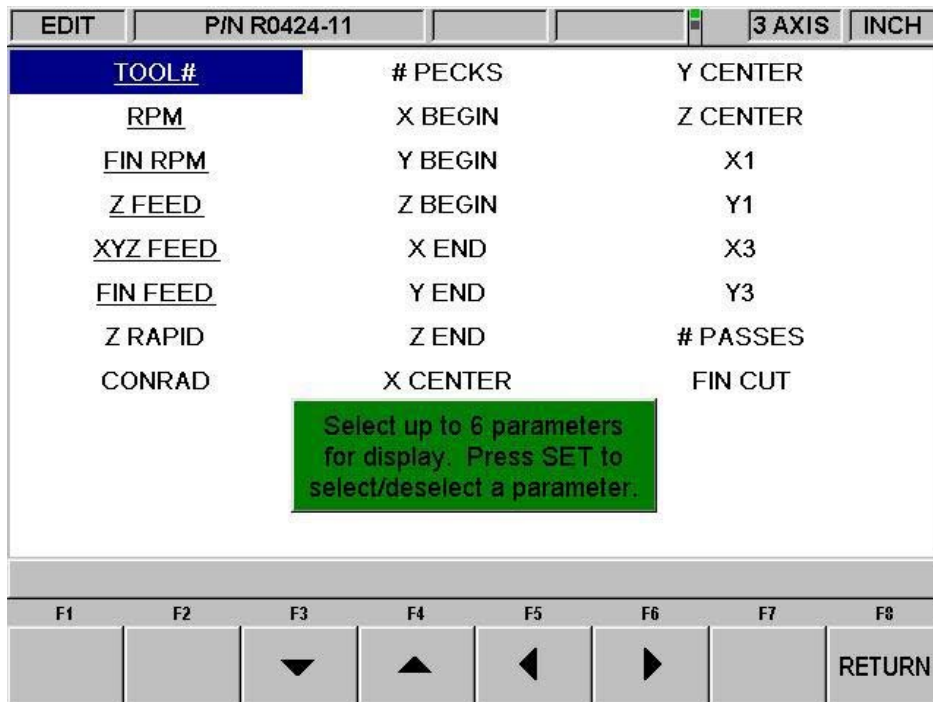 EDIT P/N R0424-11 3 AXIS INCH
TOOL# # PECKS Y CENTER
RPM X BEGIN Z CENTER
FIN RPM Y BEGIN X1
Z FEED Z BEGIN Y1
XYZ FEED X END X3
FIN FEED Y END Y3
Z RAPID Z END # PASSES
CONRAD X CENTER FIN CUT
Select up to 6 parameters
for display. Press SET to
select/deselect a parameter.
F1 F2 F3 F4 F5 F6 F7 F8
RETURN